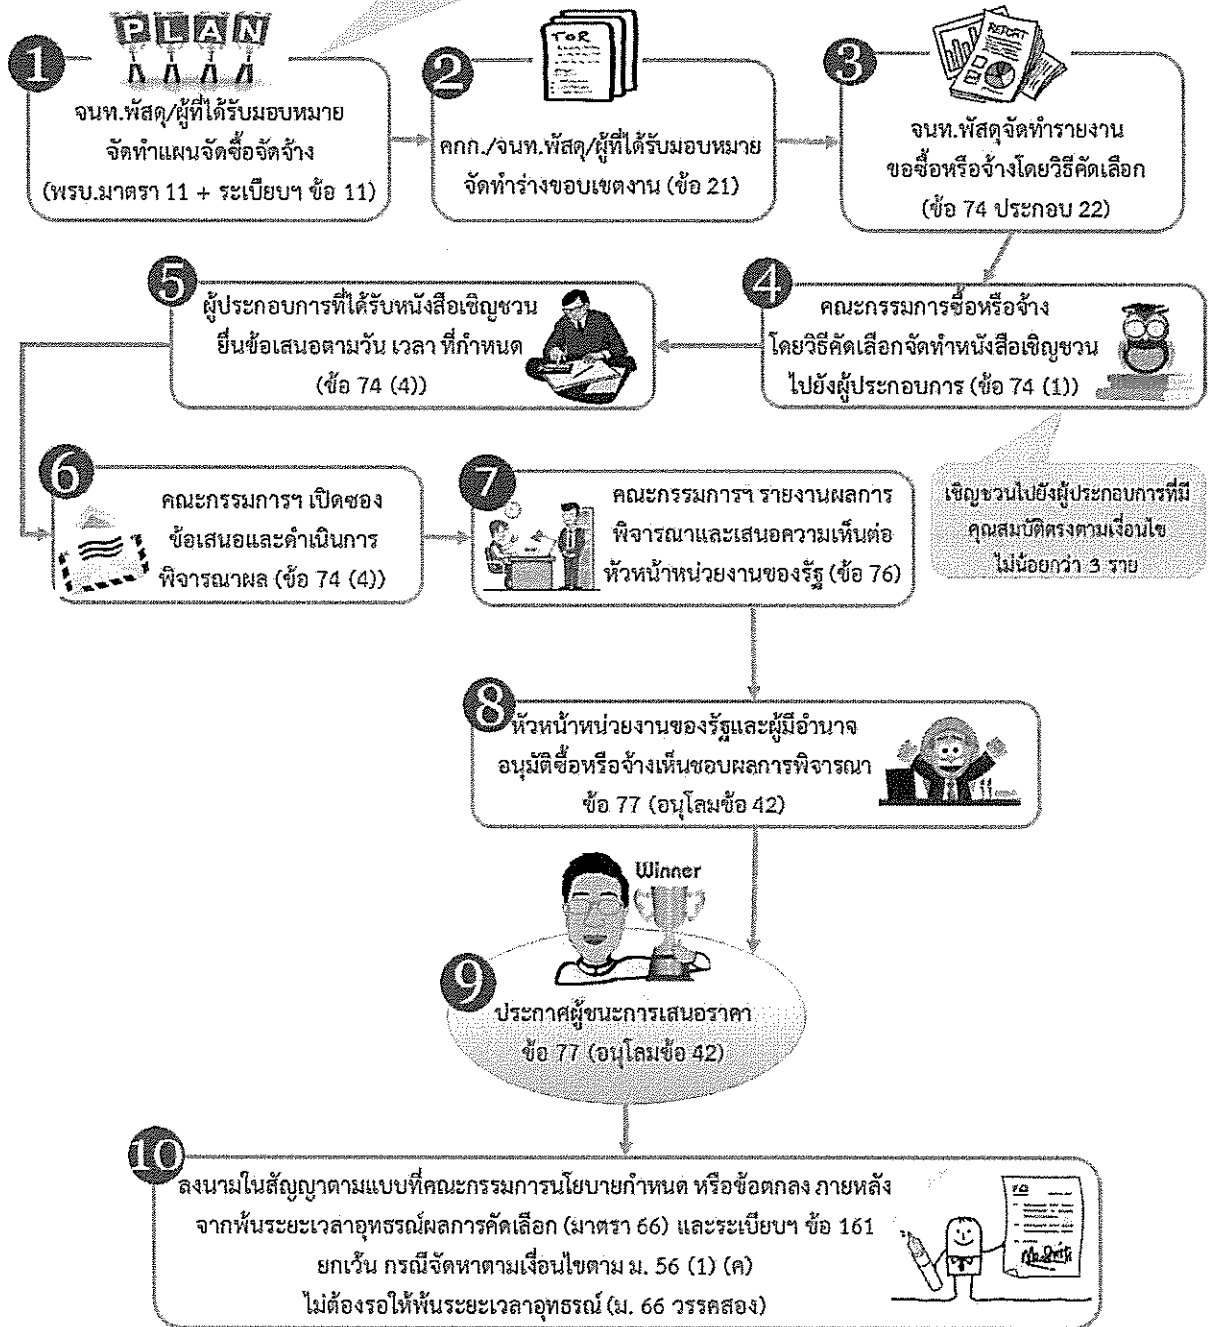 PLAN
1
จนท.พัสดุ/ผู้ที่ได้รับมอบหมาย
จัดทำแผนจัดซื้อจัดจ้าง
(พรบ.มาตรา 11 + ระเบียบฯ ข้อ 11)
TOR
2
คกก./จนท.พัสดุ/ผู้ที่ได้รับมอบหมาย
จัดทำร่างขอบเขตงาน (ข้อ 21)
REPORT
3
จนท.พัสดุจัดทำรายงาน
ขอซื้อหรือจ้างโดยวิธีคัดเลือก
(ข้อ 74 ประกอบ 22)
4
คณะกรรมการซื้อหรือจ้าง
โดยวิธีคัดเลือกจัดทำหนังสือเชิญชวน
ไปยังผู้ประกอบการ (ข้อ 74 (1))
เชิญชวนไปยังผู้ประกอบการที่มี
คุณสมบัติตรงตามเงื่อนไข
ไม่น้อยกว่า 3 ราย
5
ผู้ประกอบการที่ได้รับหนังสือเชิญชวน
ยื่นข้อเสนอตามวัน เวลา ที่กำหนด
(ข้อ 74 (4))
6
คณะกรรมการฯ เปิดซอง
ข้อเสนอและดำเนินการ
พิจารณาผล (ข้อ 74 (4))
7
คณะกรรมการฯ รายงานผลการ
พิจารณาและเสนอความเห็นต่อ
หัวหน้าหน่วยงานของรัฐ (ข้อ 76)
8
หัวหน้าหน่วยงานของรัฐและผู้มีอำนาจ
อนุมัติซื้อหรือจ้างเห็นชอบผลการพิจารณา
ข้อ 77 (อนุโลมข้อ 42)
Winner
9
ประกาศผู้ชนะการเสนอราคา
ข้อ 77 (อนุโลมข้อ 42)
10
ลงนามในสัญญาตามแบบที่คณะกรรมการนโยบายกำหนด หรือข้อตกลง ภายหลัง
จากพ้นระยะเวลาอุทธรณ์ผลการคัดเลือก (มาตรา 66) และระเบียบฯ ข้อ 161
ยกเว้น กรณีจัดหาตามเงื่อนไขตาม ม. 56 (1) (ค)
ไม่ต้องรอให้พ้นระยะเวลาอุทธรณ์ (ม. 66 วรรคสอง)